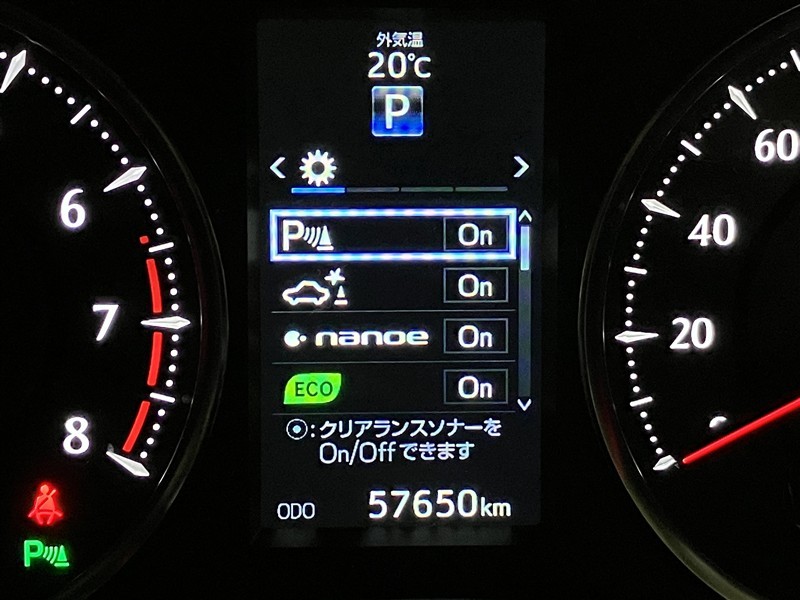 外気温
20℃
P
P On
On
nanoe On
ECO On
◉:クリアランスソナーを
On/Offできます
ODO 57650km
6
7
8
P
60
40
20